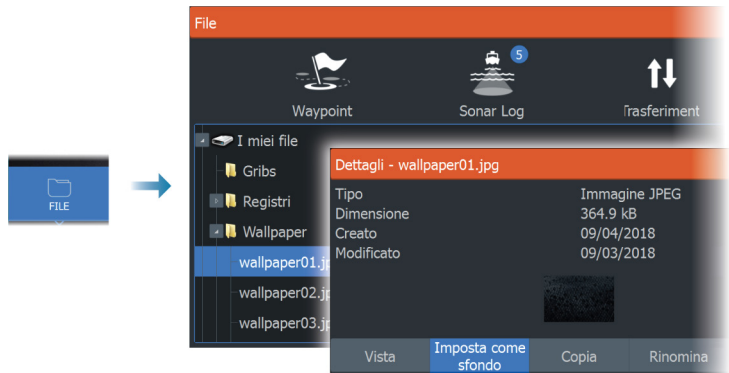 FILE
File
Waypoint
5
Sonar Log
Trasferiment
I miei file
Gribs
Registri
Wallpaper
wallpaper01.jp
wallpaper02.jp
wallpaper03.jp
Dettagli - wallpaper01.jpg
Tipo Immagine JPEG
Dimensione 364.9 kB
Creato 09/04/2018
Modificato 09/03/2018
Vista
Imposta come
sfondo
Copia
Rinomina